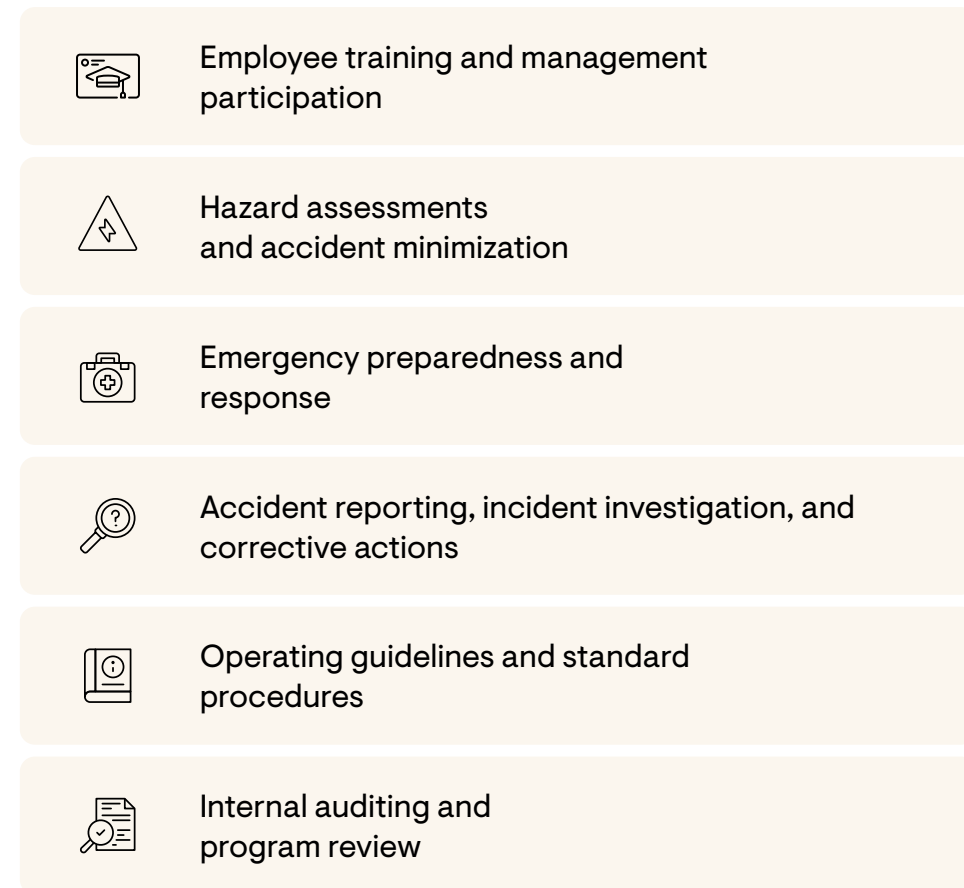 Employee training and management
participation
Hazard assessments
and accident minimization
Emergency preparedness and
response
Accident reporting, incident investigation, and
corrective actions
Operating guidelines and standard
procedures
Internal auditing and
program review